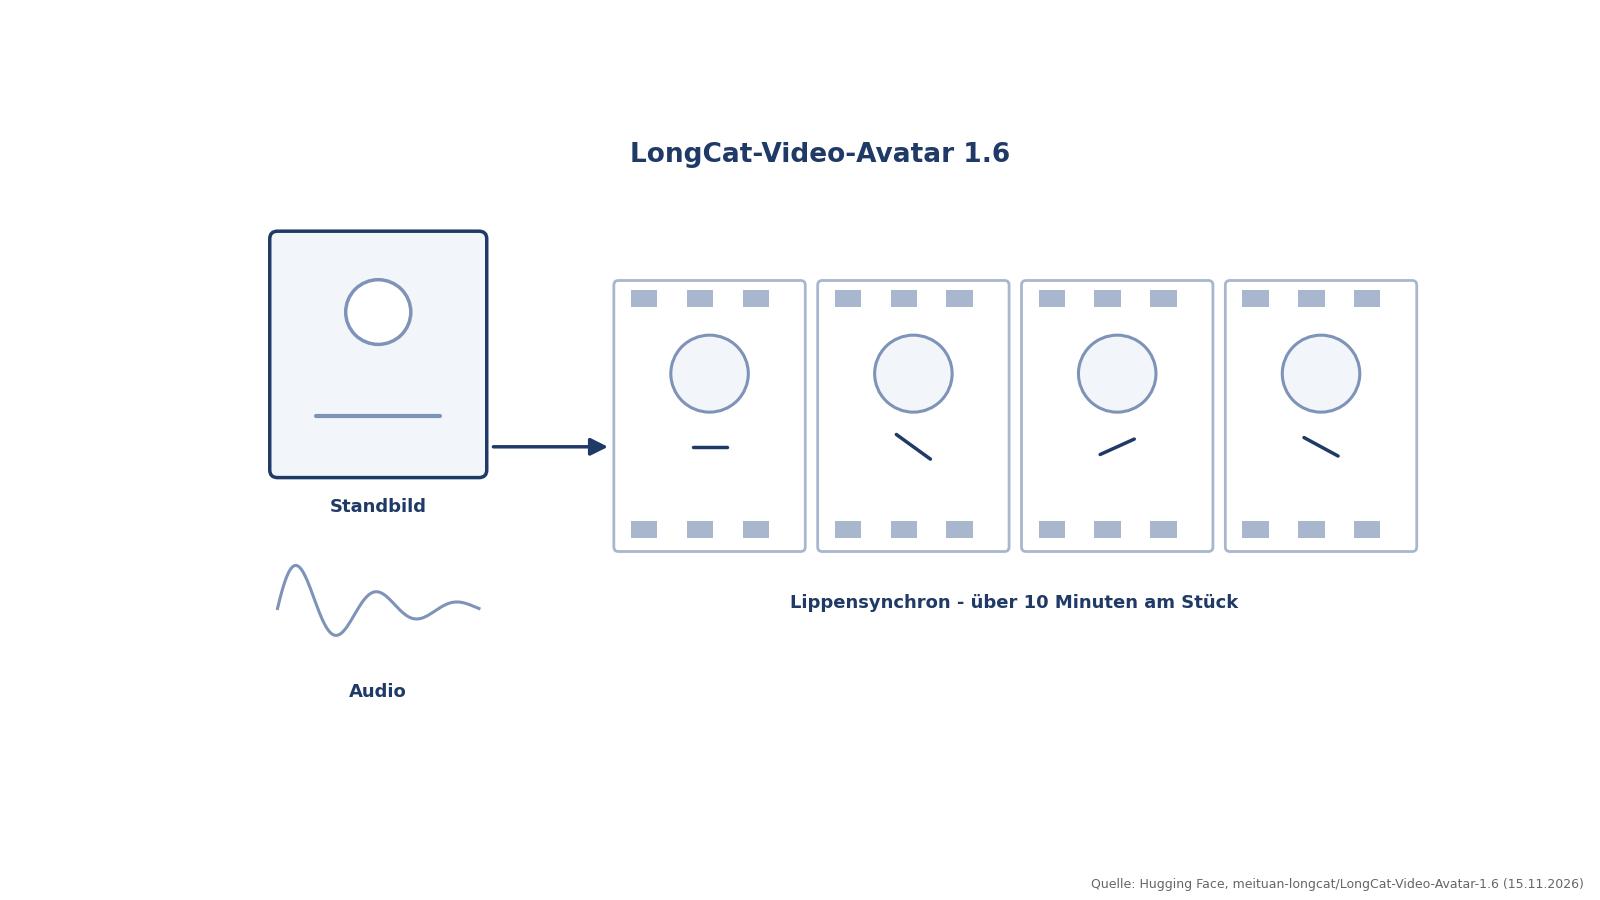 LongCat-Video-Avatar 1.6
Standbild
Lippensynchron - über 10 Minuten am Stück
Audio
Quelle: Hugging Face, meituan-longcat/LongCat-Video-Avatar-1.6 (15.11.2026)